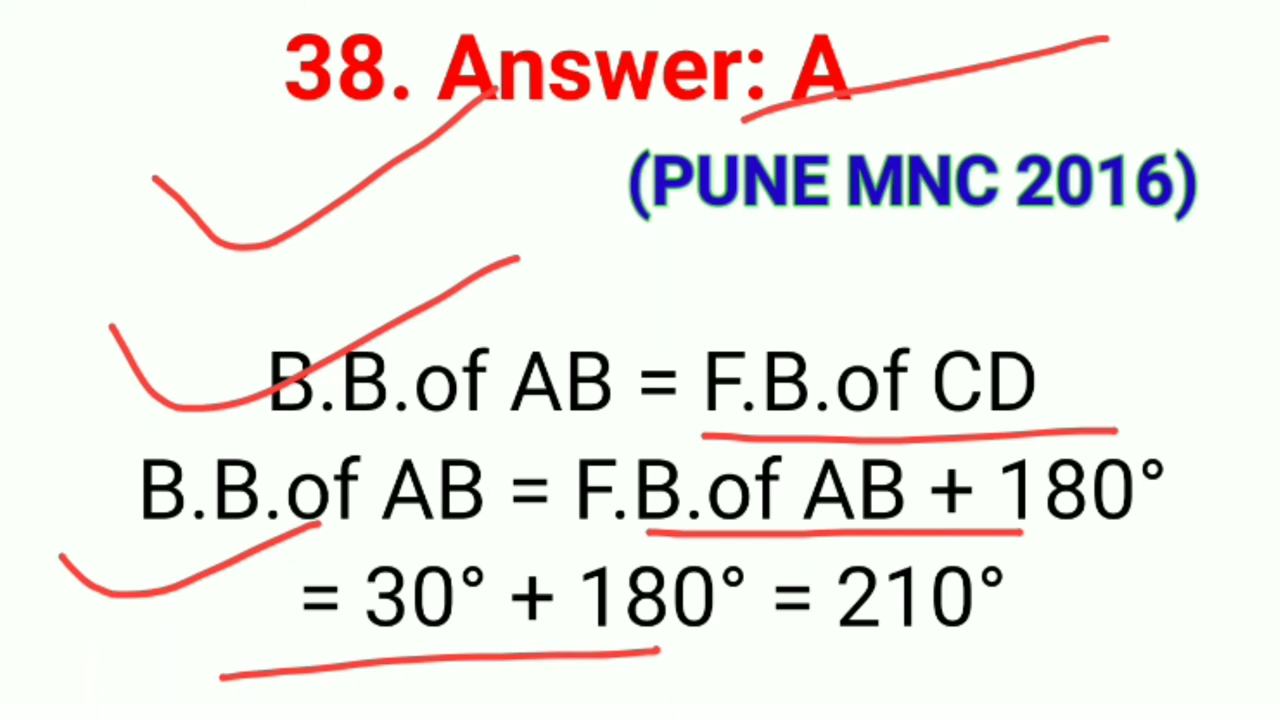 38. Answer: A
(PUNE MNC 2016)
B.B.of AB = F.B.of CD
B.B.of AB = F.B.of AB + 180°
= 30° + 180° = 210°